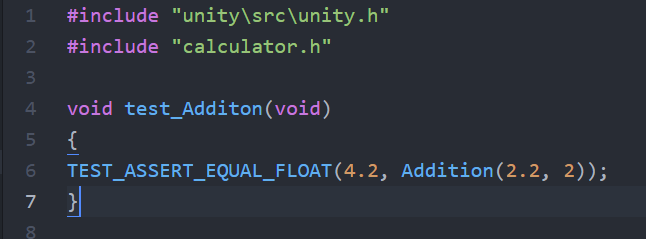 1 #include "unity\src\unity.h"
2 #include "calculator.h"
3
4 void test_Additon(void)
5 {
6 TEST_ASSERT_EQUAL_FLOAT(4.2, Addition(2.2, 2));
7 }
8